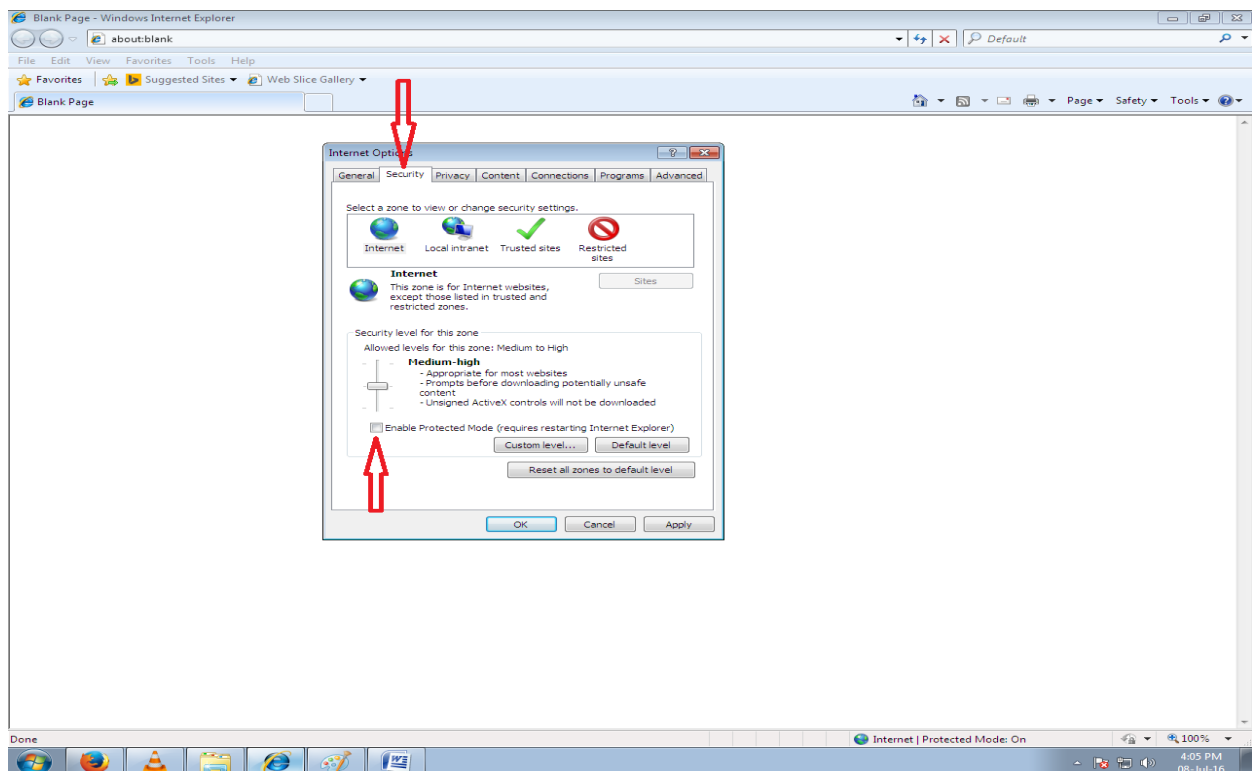 Blank Page - Windows Internet Explorer
about:blank
Default
File Edit View Favorites Tools Help
Favorites Suggested Sites Web Slice Gallery
Blank Page
Page Safety Tools
Internet Options
General Security Privacy Content Connections Programs Advanced
Select a zone to view or change security settings.
Internet Local intranet Trusted sites Restricted sites
Internet
Sites
This zone is for Internet websites,
except those listed in trusted and
restricted zones.
Security level for this zone
Allowed levels for this zone: Medium to High
Medium-high
- Appropriate for most websites
- Prompts before downloading potentially unsafe
content
- Unsigned ActiveX controls will not be downloaded
Enable Protected Mode (requires restarting Internet Explorer)
Custom level... Default level
Reset all zones to default level
OK Cancel Apply
Done
Internet | Protected Mode: On
100%
4:05 PM
08-Jul-16